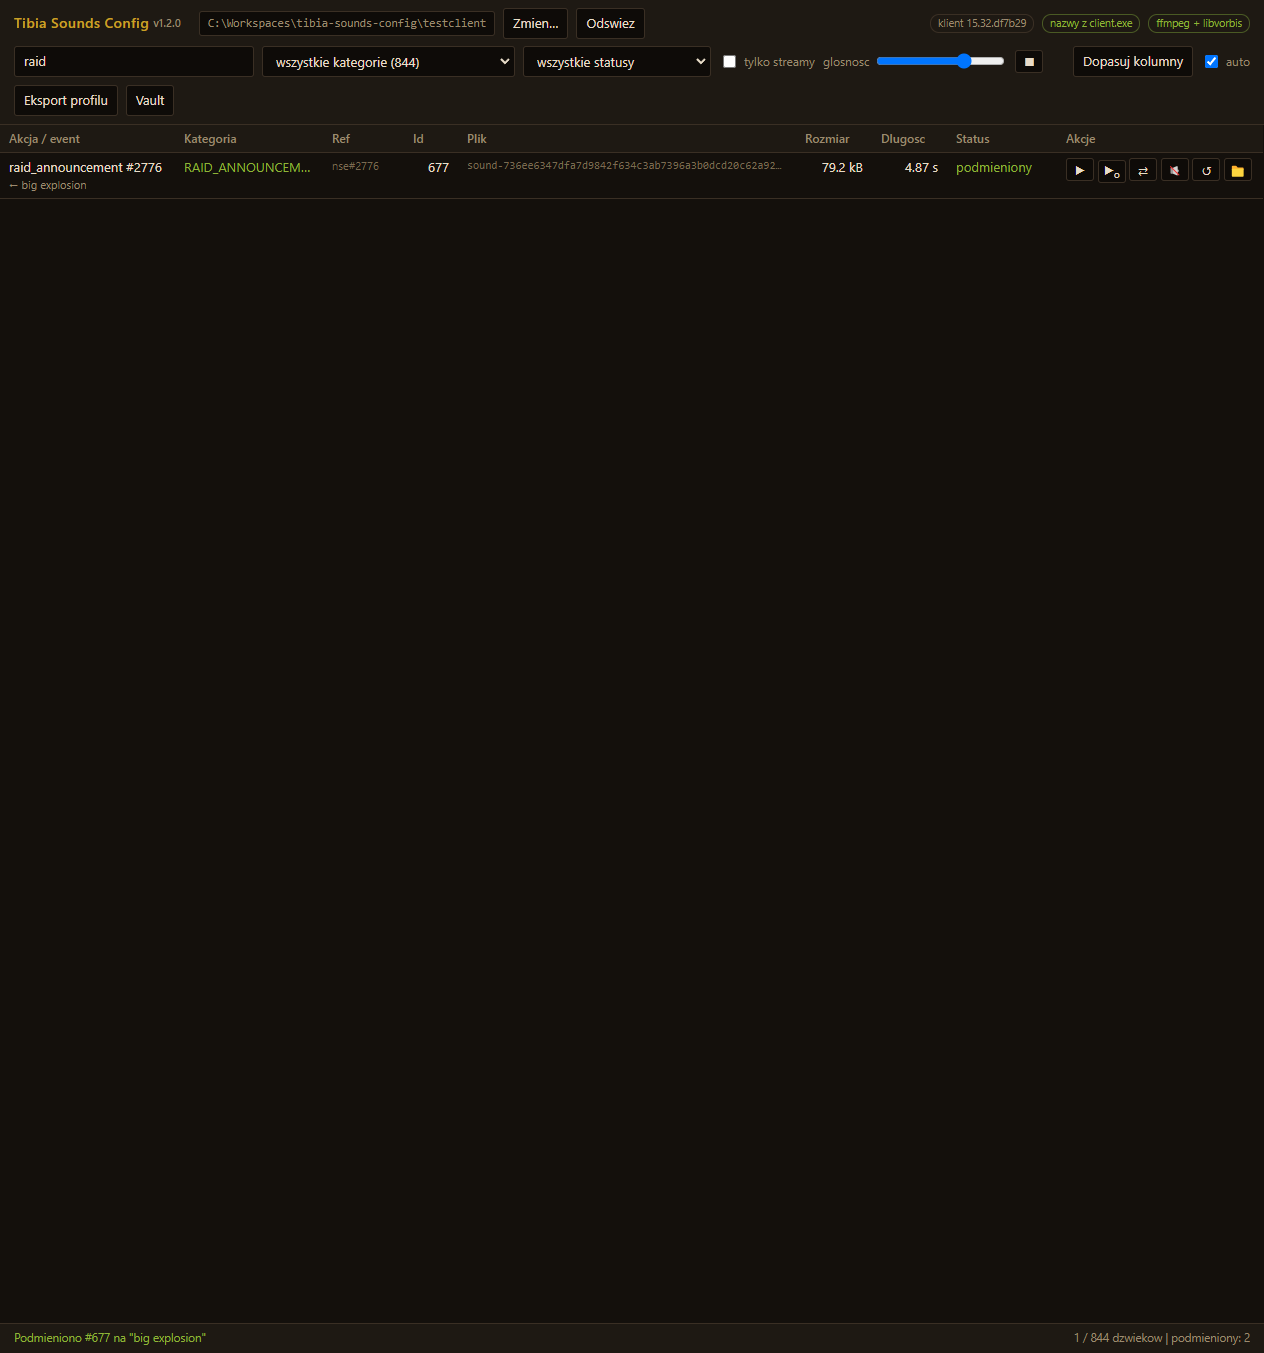 Tibia Sounds Config v1.2.0 C:\Workspaces\tibia-sounds-config\testclient Zmien... Odswiez klient 15.32.df7b29 nazwy z client.exe ffmpeg + libvorbis
raid wszystkie kategorie (844) wszystkie statusy tylko streamy glosnosc Dopasuj kolumny auto
Eksport profilu Vault
Akcja / event Kategoria Ref Id Plik Rozmiar Dlugosc Status Akcje
raid_announcement #2776 RAID_ANNOUNCEM... nse#2776 677 sound-736ee6347dfa7d9842f634c3ab7396a3b0dcd20c62a92... 79.2 kB 4.87 s podmieniony
← big explosion
Podmieniono #677 na "big explosion" 1 / 844 dzwiekow | podmieniony: 2